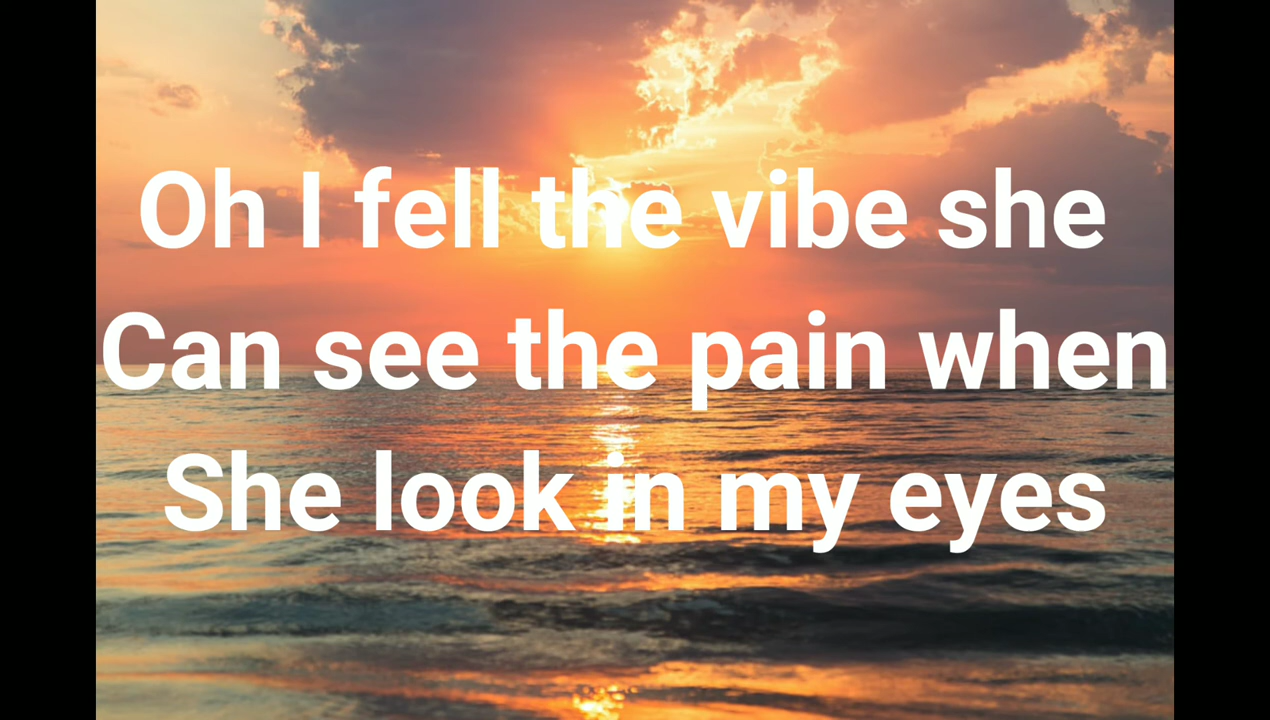 Oh I fell the vibe she
Can see the pain when
She look in my eyes